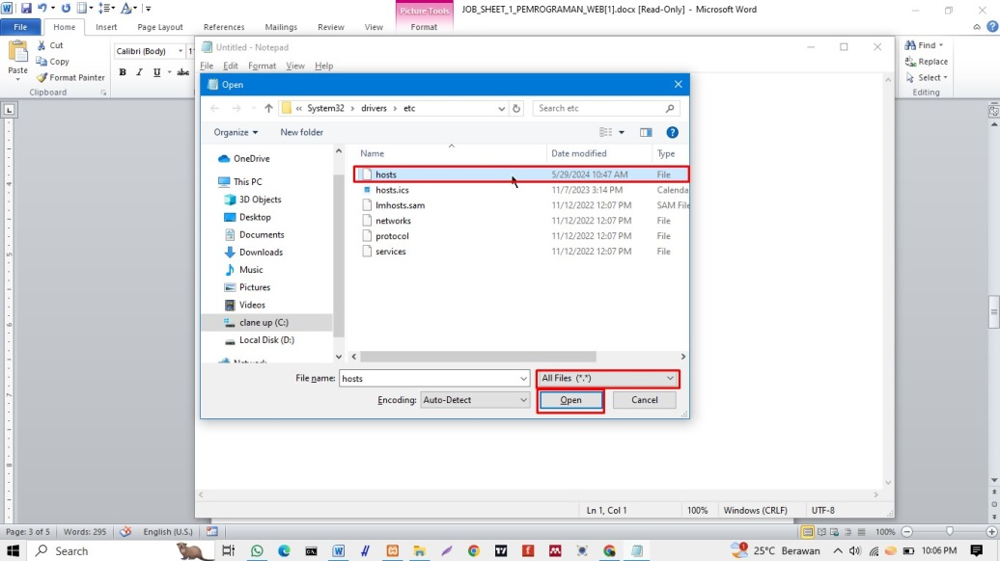 Picture Tools
JOB_SHEET_1_PEMROGRAMAN_WEB[1].docx [Read-Only] - Microsoft Word
File Home Insert Page Layout References Mailings Review View Format
Cut
Copy
Format Painter
Paste
Clipboard
Calibri (Body)
B I U abc
Find
Replace
Select
Editing
Untitled - Notepad
File Edit Format View Help
Open
« System32 › drivers › etc
Search etc
Organize
New folder
Name Date modified Type
OneDrive
This PC
3D Objects
Desktop
Documents
Downloads
Music
Pictures
Videos
clane up (C:)
Local Disk (D:)
hosts 5/29/2024 10:47 AM File
hosts.ics 11/7/2023 3:14 PM Calenda
lmhosts.sam 11/12/2022 12:07 PM SAM File
networks 11/12/2022 12:07 PM File
protocol 11/12/2022 12:07 PM File
services 11/12/2022 12:07 PM File
File name: hosts
All Files (*.*)
Encoding: Auto-Detect
Open
Cancel
Ln 1, Col 1 100% Windows (CRLF) UTF-8
Page: 3 of 5 Words: 295 English (U.S.) 100%
Search
25°C Berawan
10:06 PM